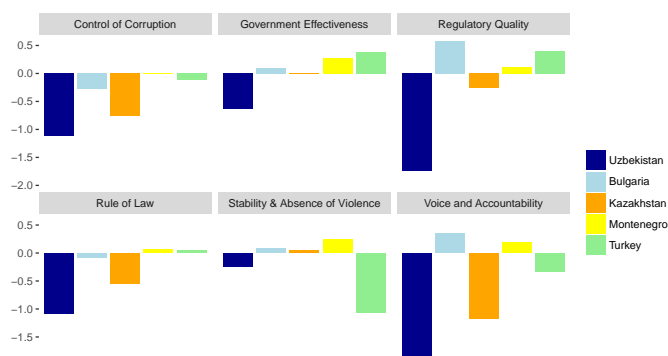 Control of Corruption
Government Effectiveness
Regulatory Quality
0.5
0.0
−0.5
−1.0
−1.5
−2.0
Rule of Law
Stability & Absence of Violence
Voice and Accountability
0.5
0.0
−0.5
−1.0
−1.5
Uzbekistan
Bulgaria
Kazakhstan
Montenegro
Turkey